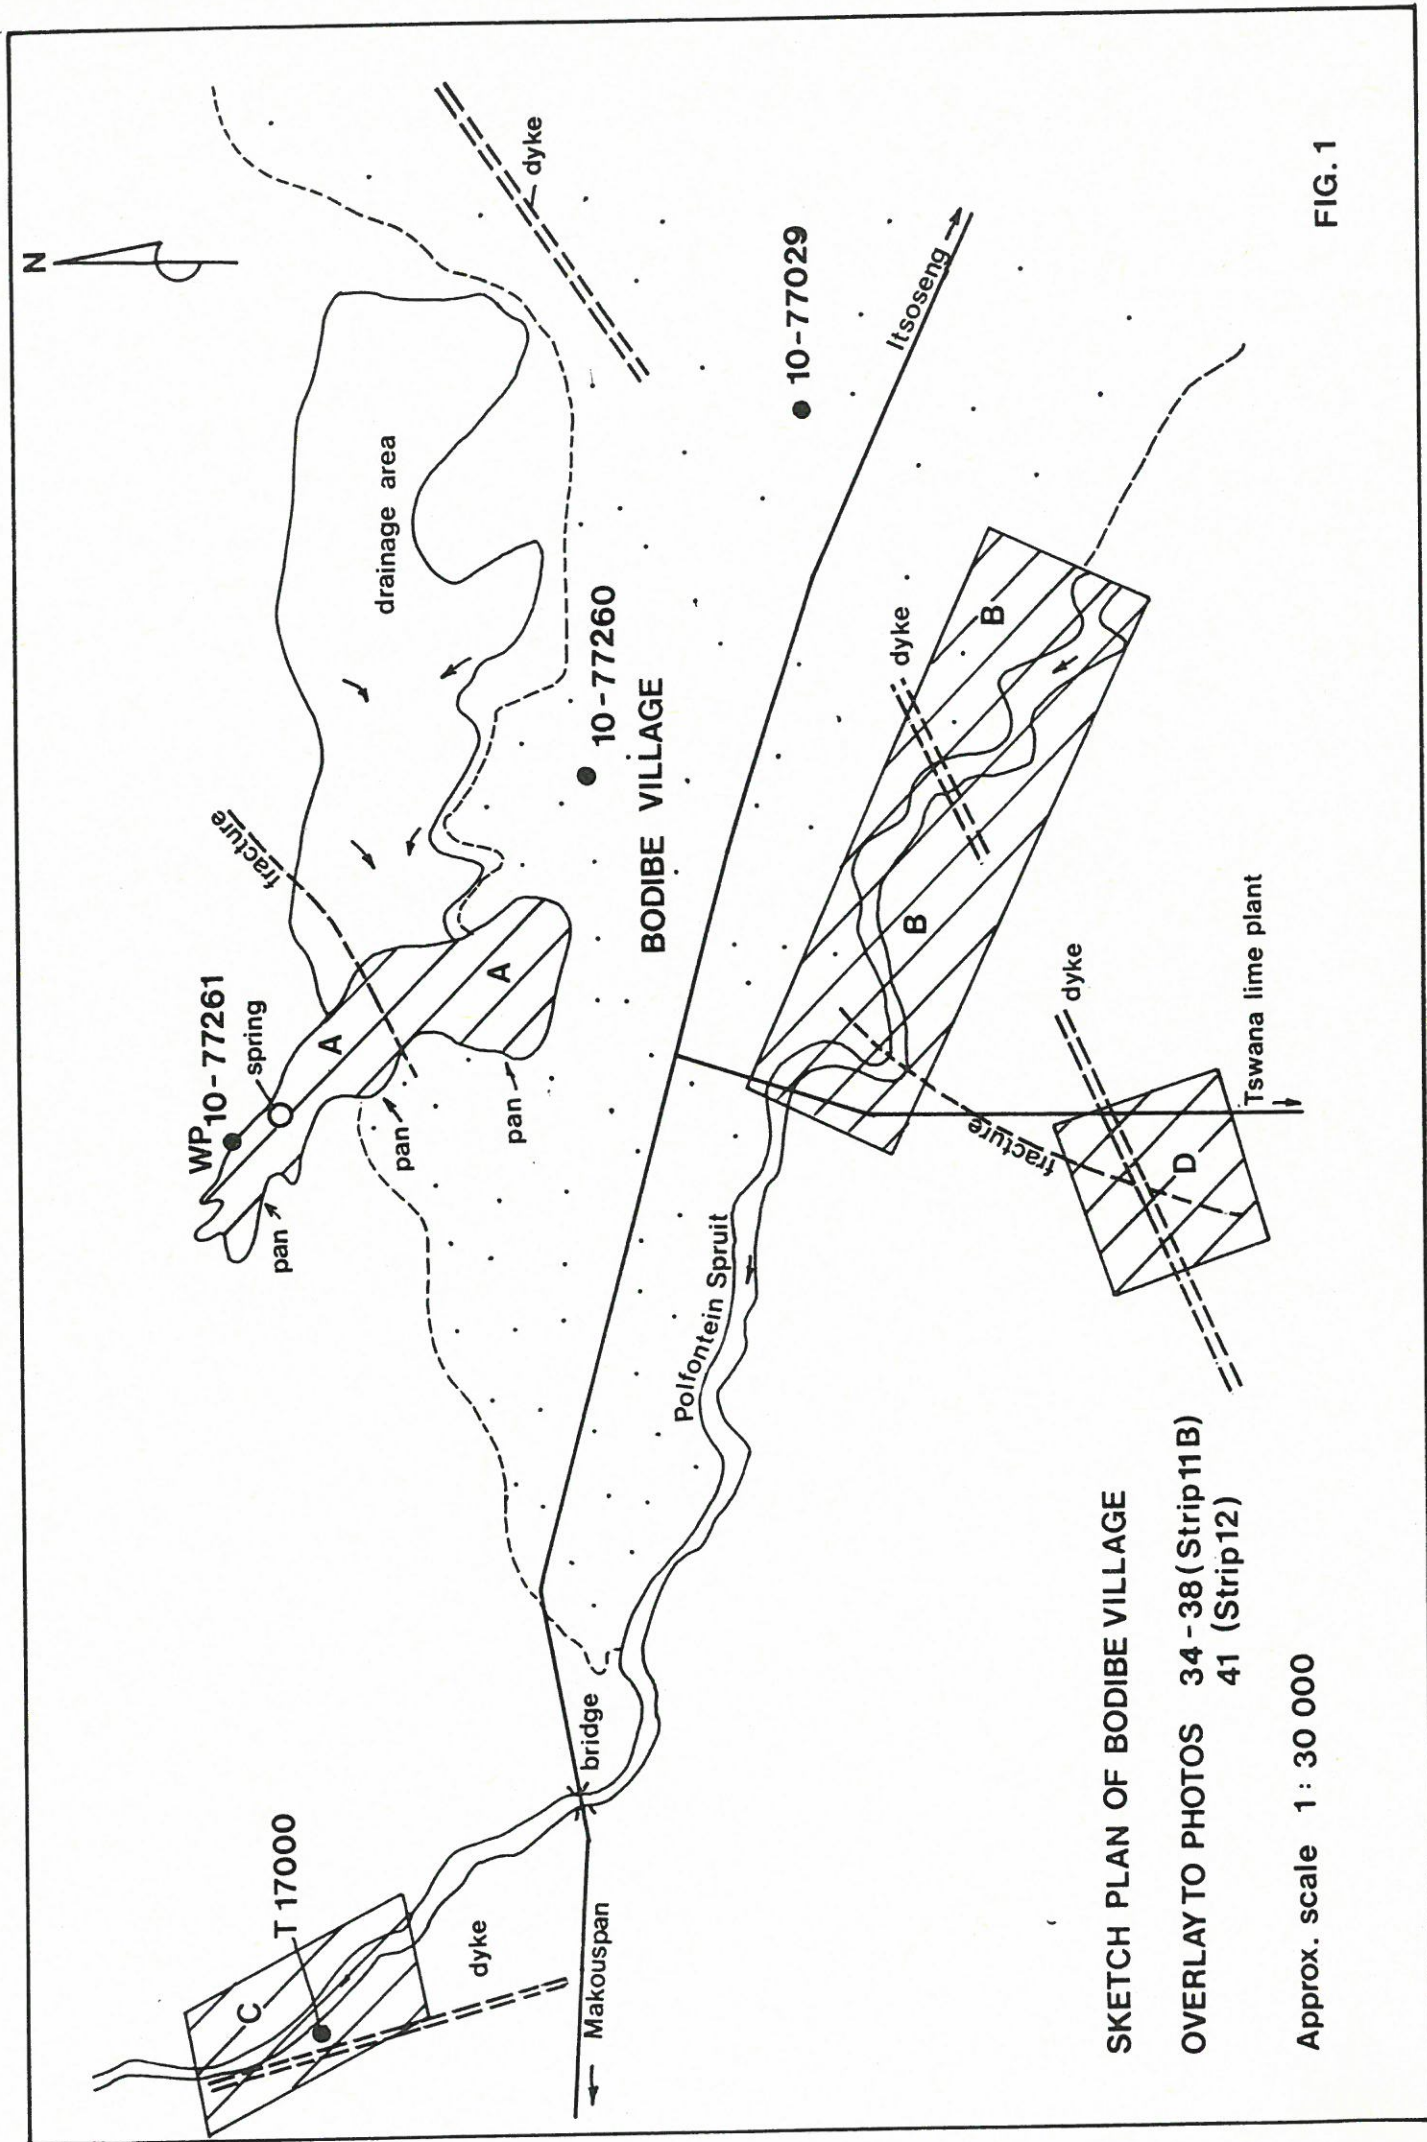 N
dyke
drainage area
fracture
WP 10-77261
spring
A
A
pan
pan
pan
10-77260
BODIBE VILLAGE
10-77029
Itsoseng
T 17000
C
dyke
Makouspan
bridge
Polfontein Spruit
dyke
B
B
fracture
dyke
D
Tswana lime plant
SKETCH PLAN OF BODIBE VILLAGE
OVERLAY TO PHOTOS 34-38 (Strip 11B)
41 (Strip 12)
Approx. scale 1: 30 000
FIG. 1